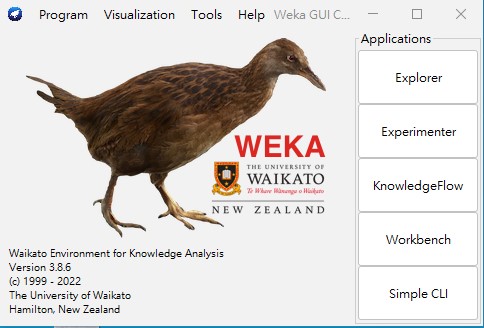 Program Visualization Tools Help Weka GUI C...
Applications
Explorer
Experimenter
KnowledgeFlow
Workbench
Simple CLI
WEKA
THE UNIVERSITY OF
WAIKATO
Te Whare Wānanga o Waikato
NEW ZEALAND
Waikato Environment for Knowledge Analysis
Version 3.8.6
(c) 1999 - 2022
The University of Waikato
Hamilton, New Zealand